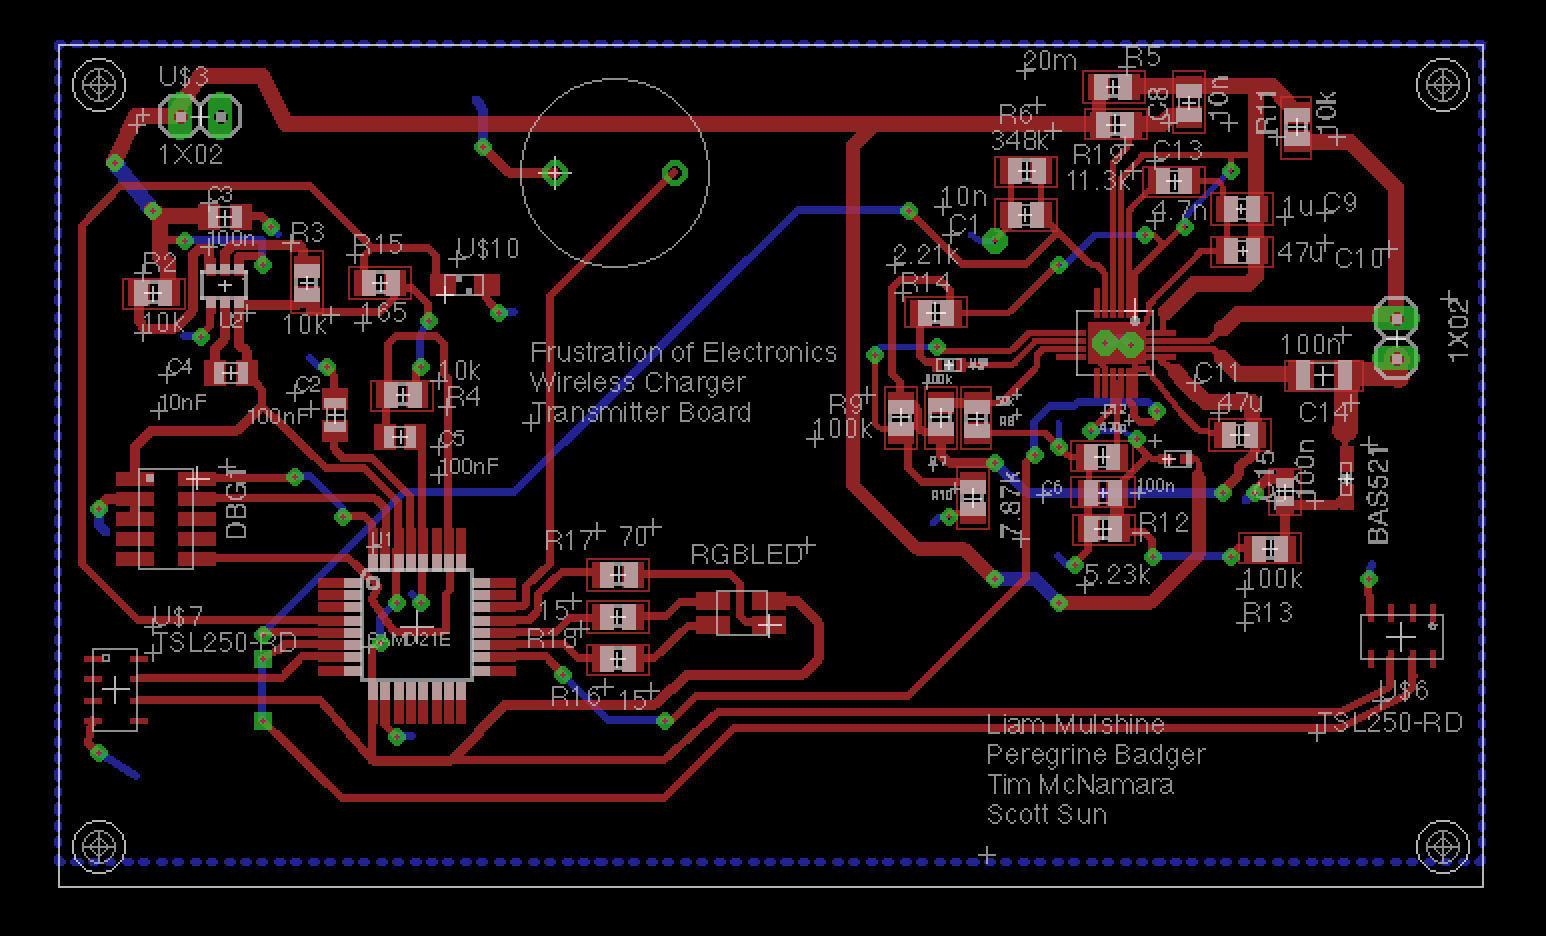 U$3
1X02
C3
100n
R2
10k
R3
10k
R15
165
U$10
U2
C4
10nF
C2
100nF
10k
R4
C5
100nF
DBG1
U1
U$7
TSL250-RD
R17
70
15
R18
R16
15
RGBLED
Frustration of Electronics
Wireless Charger
Transmitter Board
20m
R5
R6
348k
C8
10n
R11
10k
R19
11.3k
C13
4.7n
10n
C1
1u
C9
47u
C10
2.21k
R14
100k
R9
100k
R7
R8
R10
7.87k
C6
100n
R12
5.23k
100n
C11
C14
47u
1X02
C15
100n
BAS521
100k
R13
U$6
TSL250-RD
Liam Mulshine
Peregrine Badger
Tim McNamara
Scott Sun